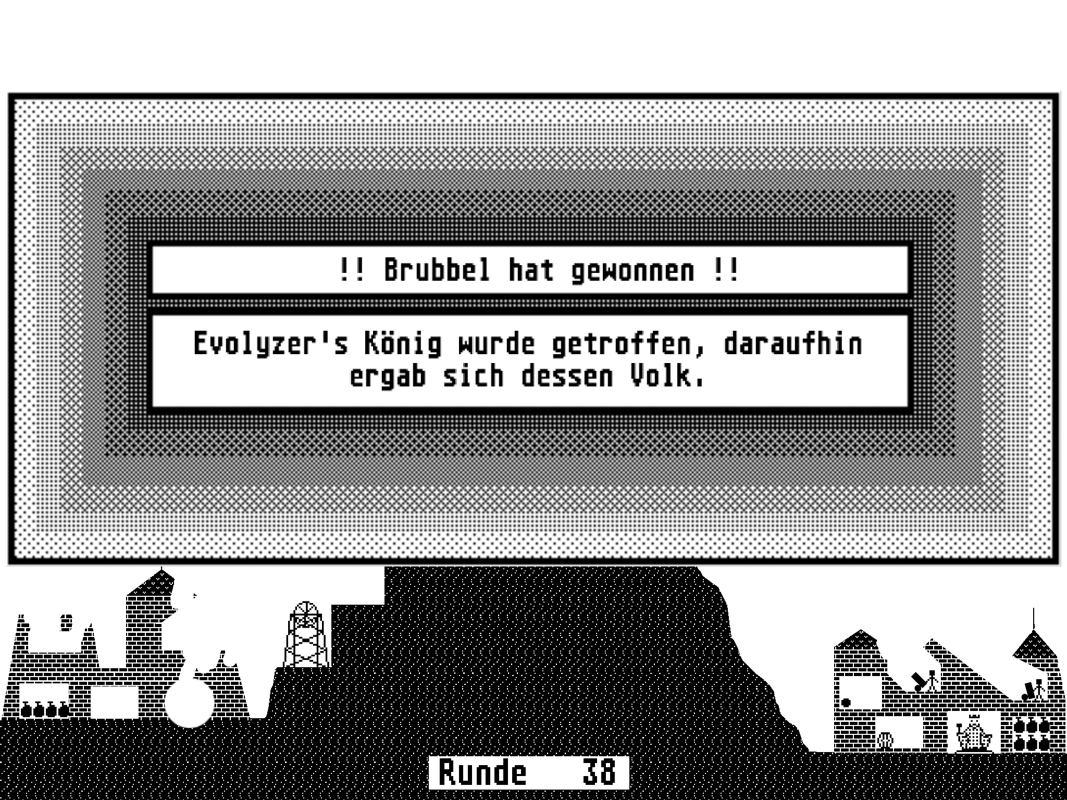 !! Brubbel hat gewonnen !!
Evolyzer's König wurde getroffen, daraufhin
ergab sich dessen Volk.
Runde 38